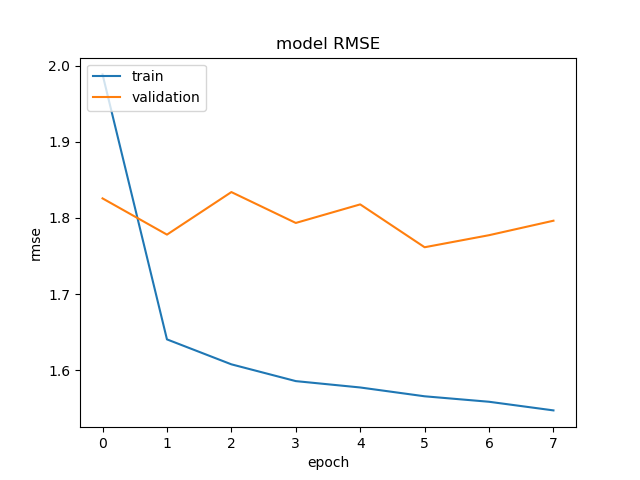 model RMSE
train
validation
2.0
1.9
1.8
1.7
1.6
rmse
0 1 2 3 4 5 6 7
epoch